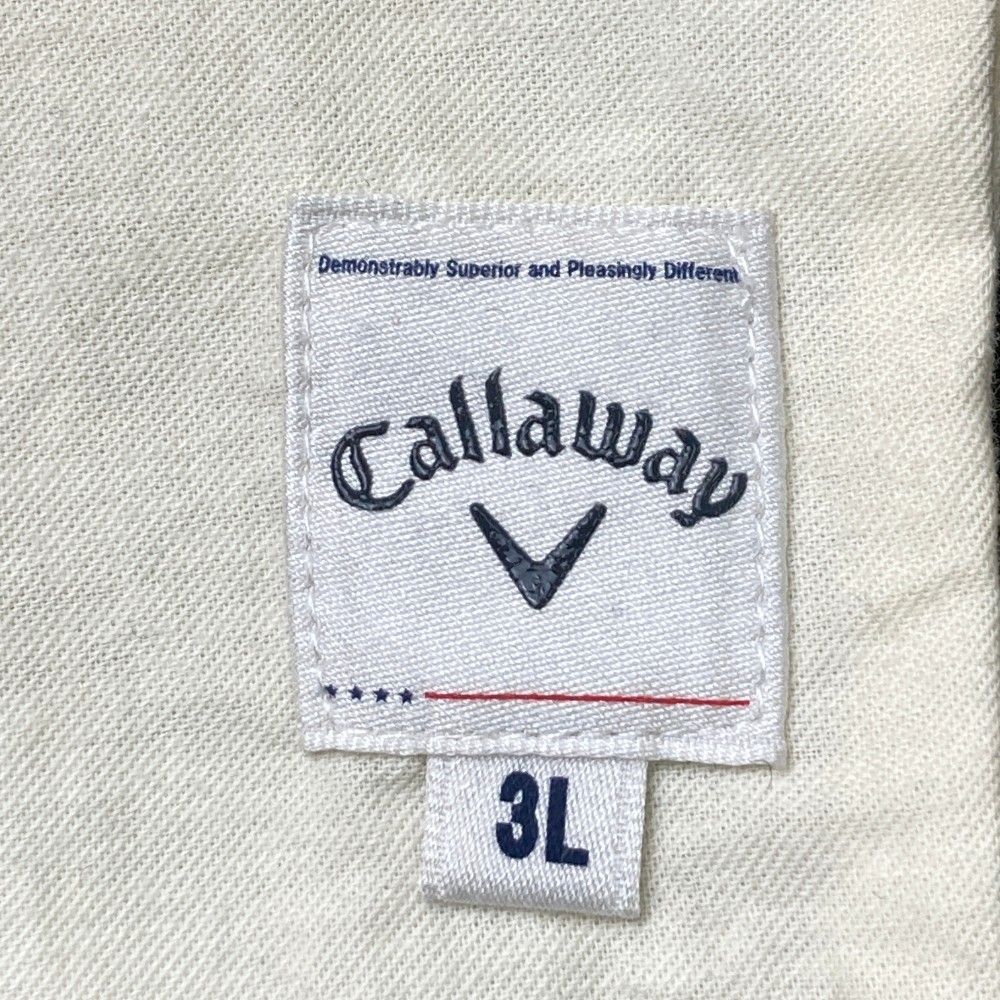 Demonstrably Superior and Pleasingly Different
Callaway
3L